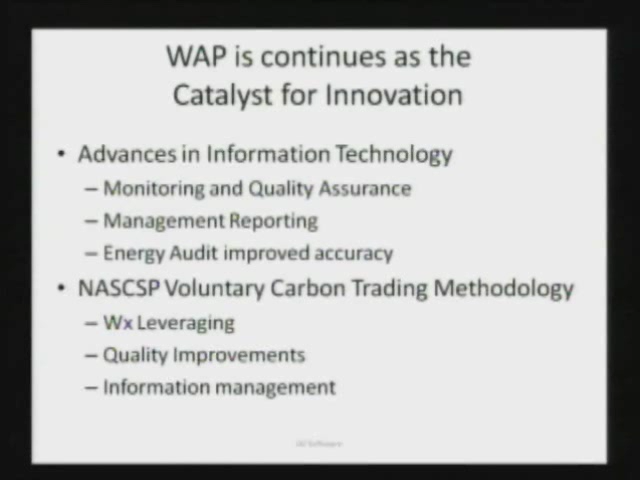 WAP is continues as the
Catalyst for Innovation
• Advances in Information Technology
– Monitoring and Quality Assurance
– Management Reporting
– Energy Audit improved accuracy
• NASCSP Voluntary Carbon Trading Methodology
– Wx Leveraging
– Quality Improvements
– Information management